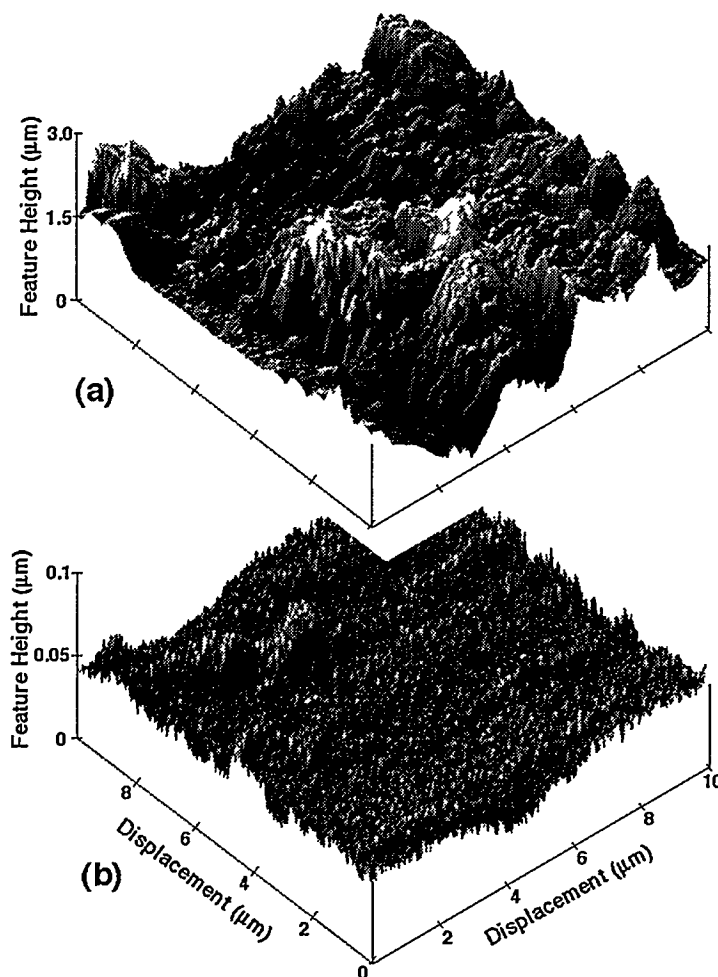 3.0
1.5
0
Feature Height (µm)
(a)
0.1
0.05
0
Feature Height (µm)
8
6
4
2
0
Displacement (µm)
2
4
6
8
10
Displacement (µm)
(b)